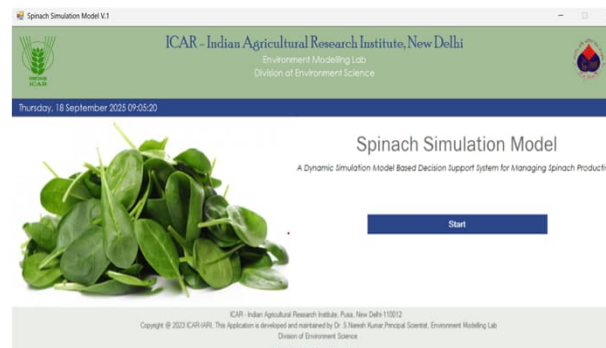 Spinach Simulation Model V.1
ICAR - Indian Agricultural Research Institute, New Delhi
Environment Modelling Lab
Division of Environment Science
ICAR
Thursday, 18 September 2025 09:05:20
Spinach Simulation Model
A Dynamic Simulation Model Based Decision Support System for Managing Spinach Producti
Start
ICAR - Indian Agricultural Research Institute, Pusa, New Delhi-110012
Copyright @ 2023 ICAR-IARI, This Application is developed and maintained by Dr. S.Naresh Kumar,Principal Scientist, Environment Modelling Lab
Division of Environment Science